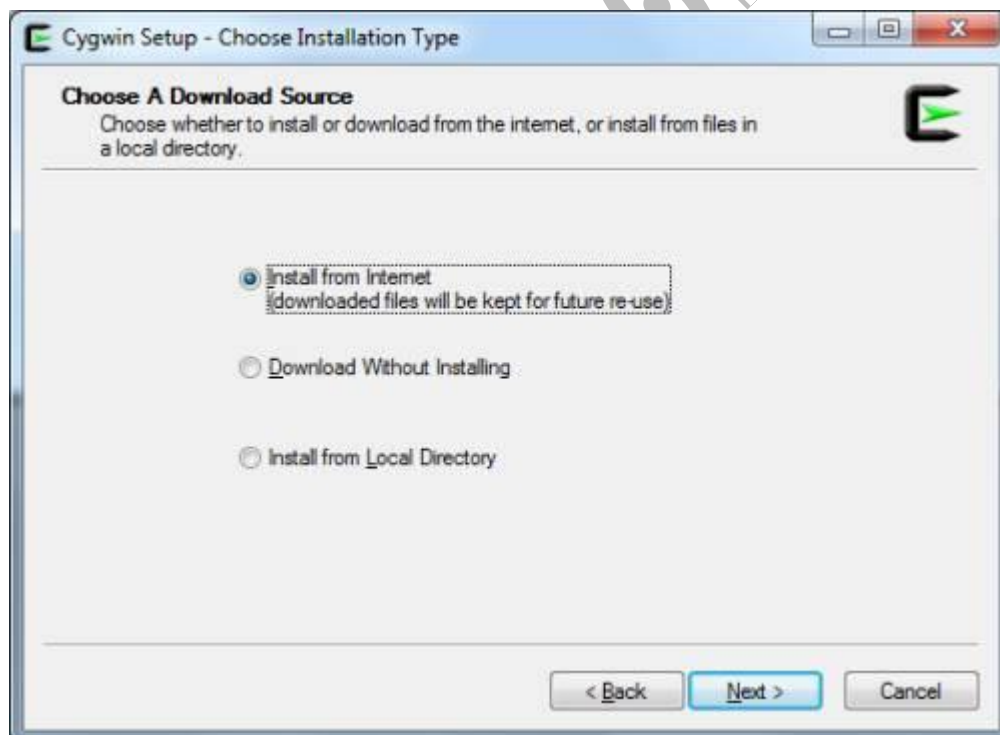 Cygwin Setup - Choose Installation Type
Choose A Download Source
Choose whether to install or download from the internet, or install from files in
a local directory.
Install from Internet
(downloaded files will be kept for future re-use)
Download Without Installing
Install from Local Directory
< Back
Next >
Cancel